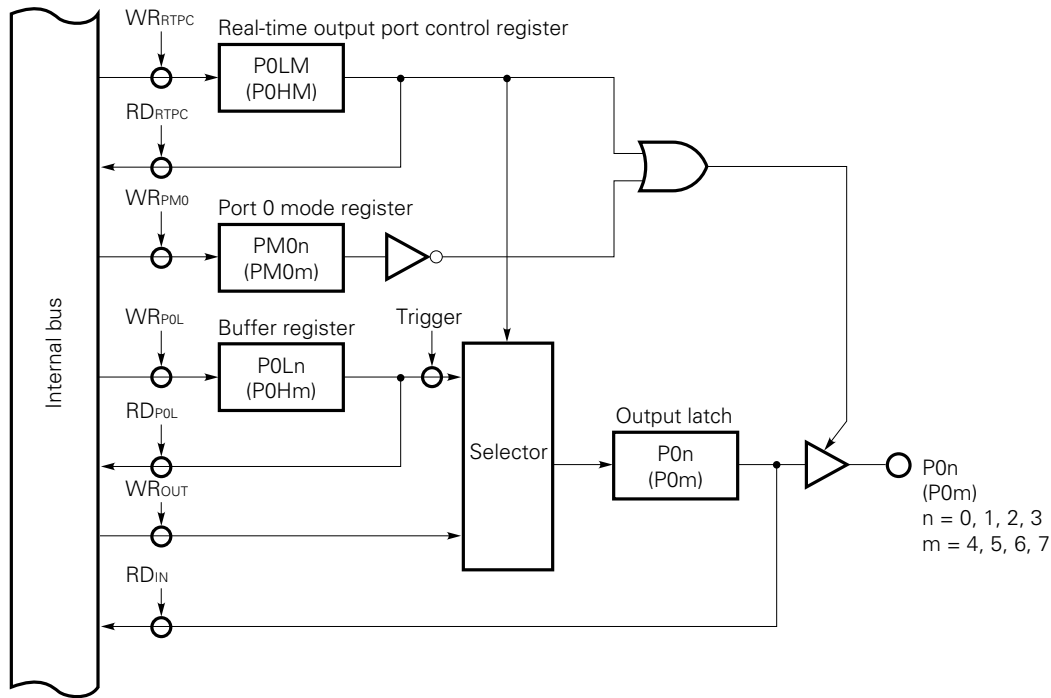 WRRTPC
Real-time output port control register
P0LM
(P0HM)
RDRTPC
WRPM0
Port 0 mode register
PM0n
(PM0m)
Internal bus
WRP0L
Buffer register
Trigger
P0Ln
(P0Hm)
RDP0L
Selector
Output latch
P0n
(P0m)
P0n
(P0m)
n = 0, 1, 2, 3
m = 4, 5, 6, 7
WROUT
RDIN